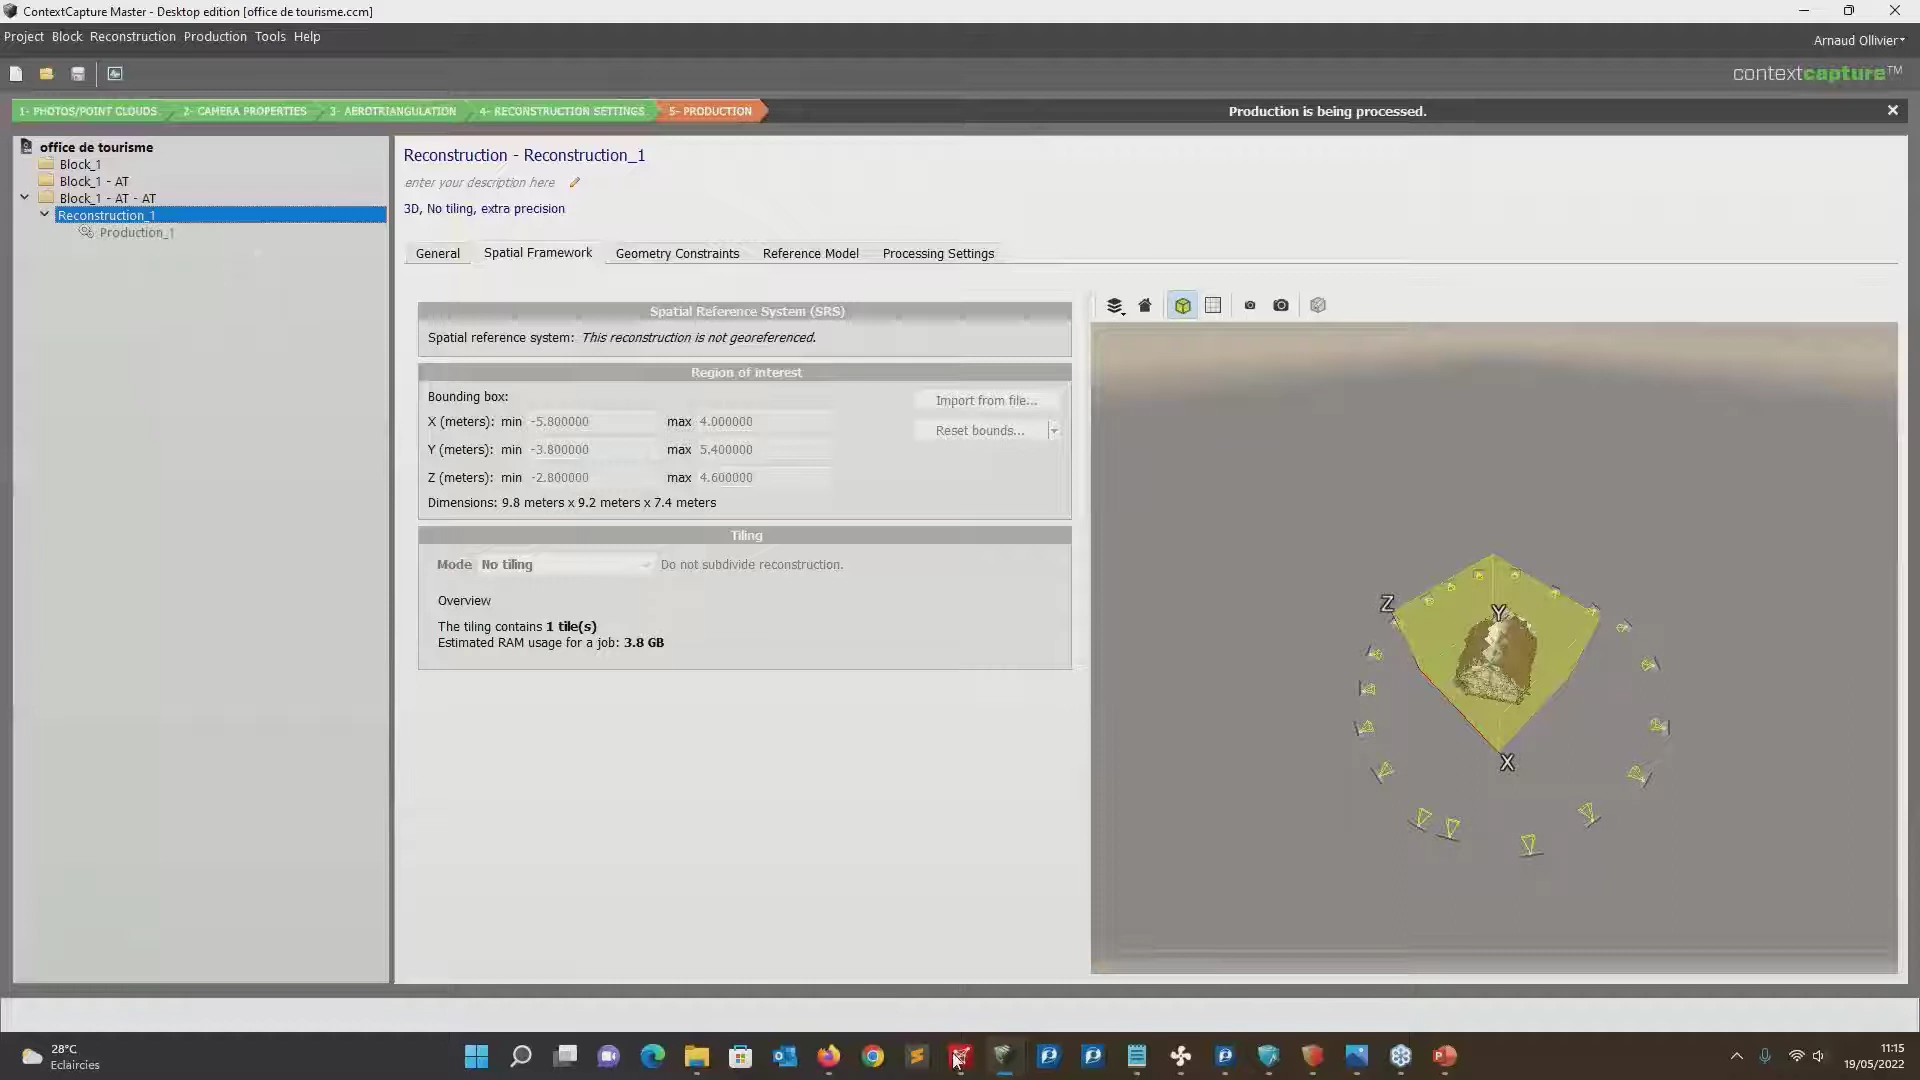 ContextCapture Master - Desktop edition [office de tourisme.ccm]
Project Block Reconstruction Production Tools Help
Arnaud Ollivier
contextcapture™
1- PHOTOS/POINT CLOUDS 2- CAMERA PROPERTIES 3- AEROTRIANGULATION 4- RECONSTRUCTION SETTINGS 5- PRODUCTION
Production is being processed.
office de tourisme
Block_1
Block_1 - AT
Block_1 - AT - AT
Reconstruction_1
Production_1
Reconstruction - Reconstruction_1
enter your description here
3D, No tiling, extra precision
General Spatial Framework Geometry Constraints Reference Model Processing Settings
Spatial Reference System (SRS)
Spatial reference system: This reconstruction is not georeferenced.
Region of interest
Bounding box:
Import from file...
X (meters): min -5.800000 max 4.000000
Reset bounds...
Y (meters): min -3.800000 max 5.400000
Z (meters): min -2.800000 max 4.600000
Dimensions: 9.8 meters x 9.2 meters x 7.4 meters
Tiling
Mode No tiling Do not subdivide reconstruction.
Overview
The tiling contains 1 tile(s)
Estimated RAM usage for a job: 3.8 GB
Z
Y
X
28°C
Eclaircies
11:15
19/05/2022